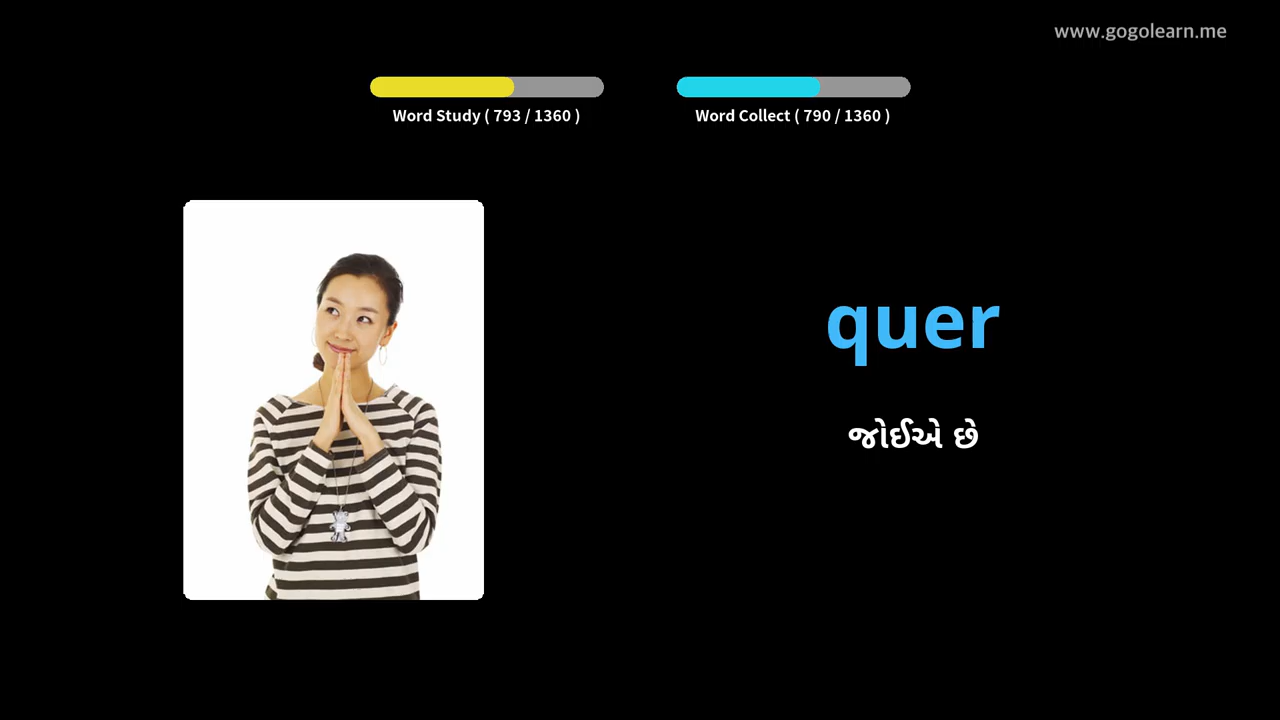 www.gogolearn.me
Word Study ( 793 / 1360 )
Word Collect ( 790 / 1360 )
quer
જોઈએ છે